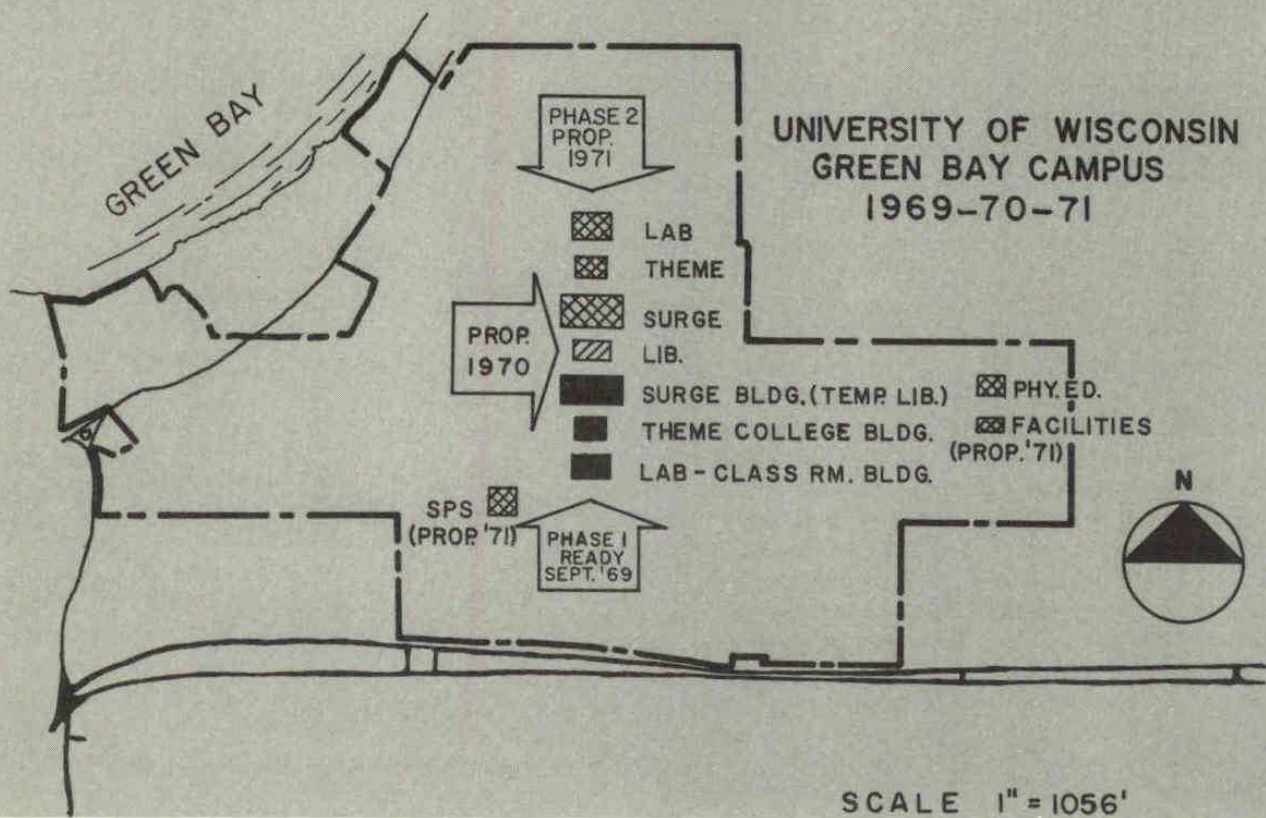 GREEN BAY
UNIVERSITY OF WISCONSIN
GREEN BAY CAMPUS
1969-70-71
PHASE 2
PROP.
1971
LAB
THEME
SURGE
PROP.
1970
LIB.
SURGE BLDG. (TEMP. LIB.)
THEME COLLEGE BLDG.
LAB - CLASS RM. BLDG.
PHY. ED.
FACILITIES
(PROP. '71)
SPS
(PROP. '71)
PHASE 1
READY
SEPT. '69
N
SCALE 1" = 1056'